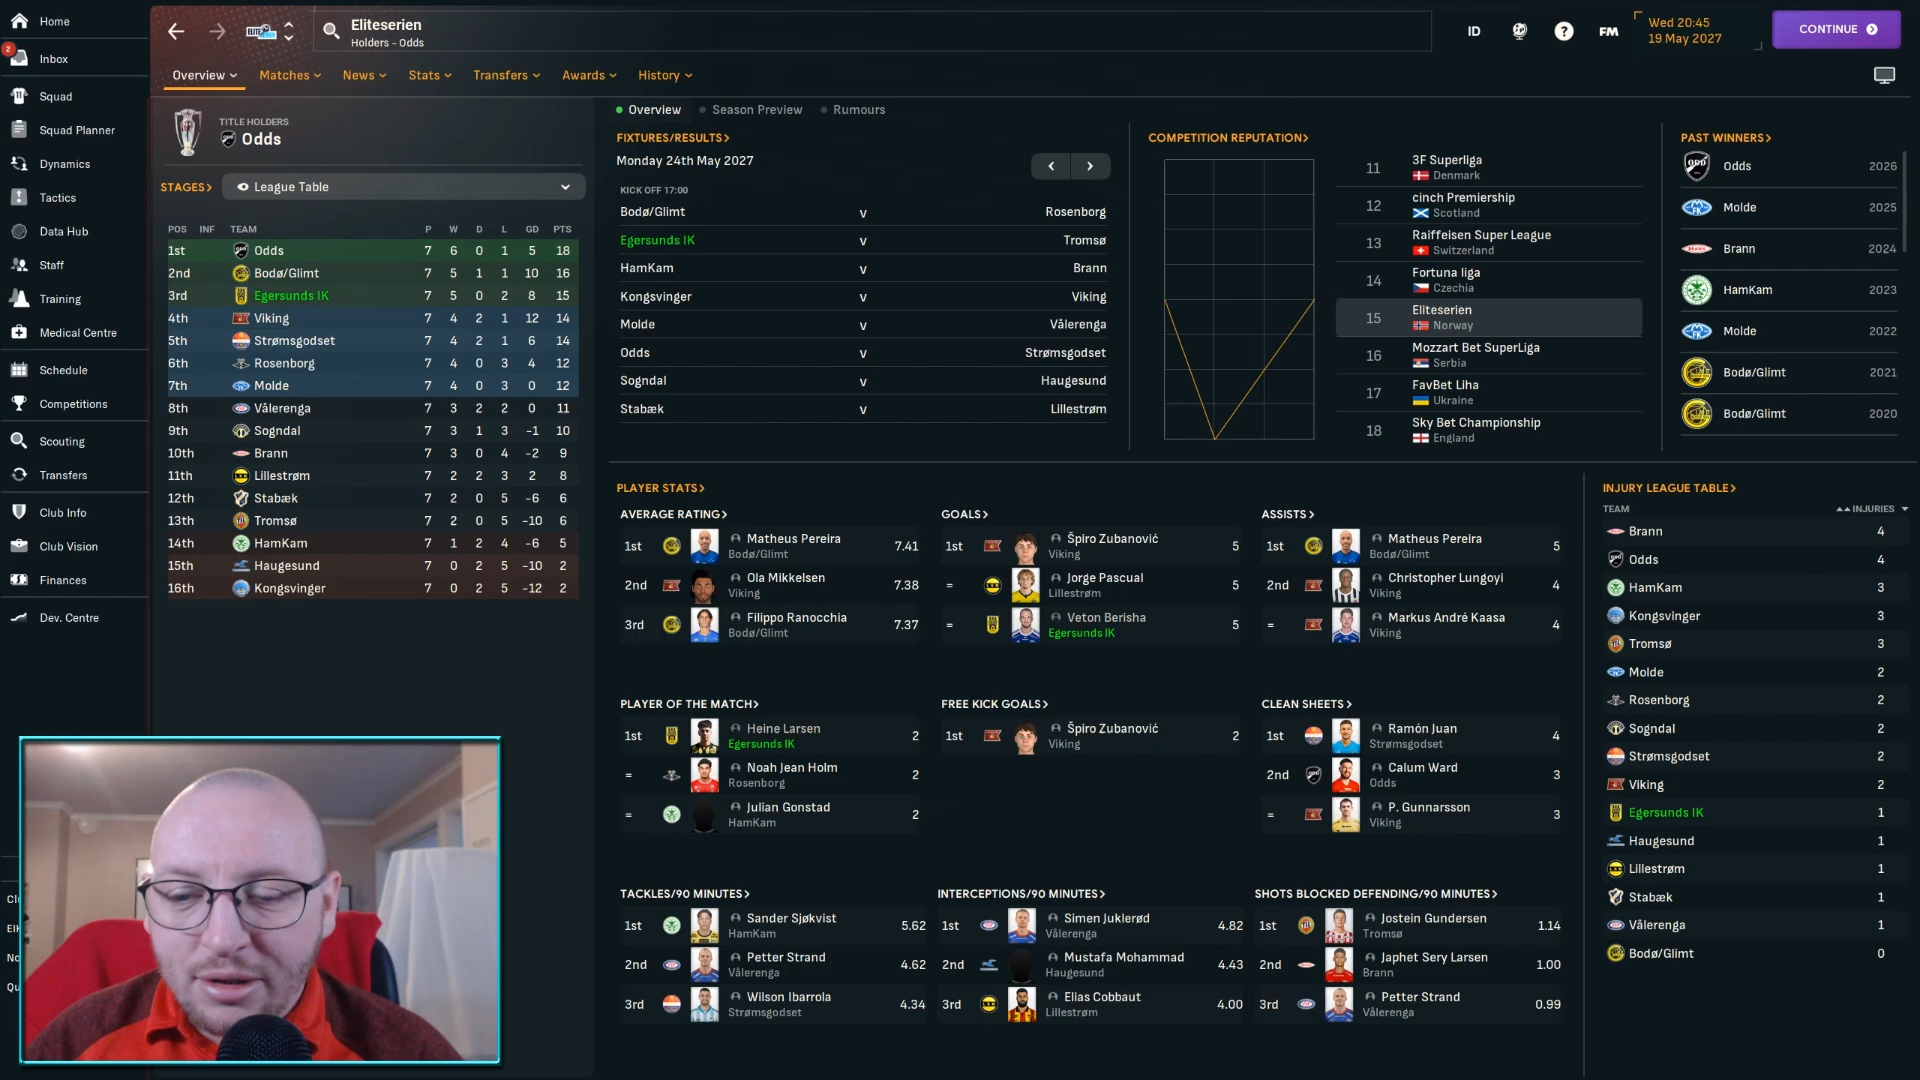 Home
2
Inbox
Squad
Squad Planner
Dynamics
Tactics
Data Hub
Staff
Training
Medical Centre
Schedule
Competitions
Scouting
Transfers
Club Info
Club Vision
Finances
Dev. Centre
Eliteserien
Holders - Odds
ID
FM
Wed 20:45
19 May 2027
CONTINUE
Overview
Matches
News
Stats
Transfers
Awards
History
TITLE HOLDERS
Odds
STAGES>
League Table
POS INF TEAM P W D L GD PTS
1st Odds 7 6 0 1 5 18
2nd Bodø/Glimt 7 5 1 1 10 16
3rd Egersunds IK 7 5 0 2 8 15
4th Viking 7 4 2 1 12 14
5th Strømsgodset 7 4 2 1 6 14
6th Rosenborg 7 4 0 3 4 12
7th Molde 7 4 0 3 0 12
8th Vålerenga 7 3 2 2 0 11
9th Sogndal 7 3 1 3 -1 10
10th Brann 7 3 0 4 -2 9
11th Lillestrøm 7 2 2 3 2 8
12th Stabæk 7 2 0 5 -6 6
13th Tromsø 7 2 0 5 -10 6
14th HamKam 7 1 2 4 -6 5
15th Haugesund 7 0 2 5 -10 2
16th Kongsvinger 7 0 2 5 -12 2
Overview
Season Preview
Rumours
FIXTURES/RESULTS>
Monday 24th May 2027
KICK OFF 17:00
Bodø/Glimt v Rosenborg
Egersunds IK v Tromsø
HamKam v Brann
Kongsvinger v Viking
Molde v Vålerenga
Odds v Strømsgodset
Sogndal v Haugesund
Stabæk v Lillestrøm
COMPETITION REPUTATION>
11 3F Superliga
Denmark
12 cinch Premiership
Scotland
13 Raiffeisen Super League
Switzerland
14 Fortuna liga
Czechia
15 Eliteserien
Norway
16 Mozzart Bet SuperLiga
Serbia
17 FavBet Liha
Ukraine
18 Sky Bet Championship
England
PAST WINNERS>
Odds 2026
Molde 2025
Brann 2024
HamKam 2023
Molde 2022
Bodø/Glimt 2021
Bodø/Glimt 2020
PLAYER STATS>
AVERAGE RATING>
1st Matheus Pereira 7.41
Bodø/Glimt
2nd Ola Mikkelsen 7.38
Viking
3rd Filippo Ranocchia 7.37
Bodø/Glimt
GOALS>
1st Špiro Zubanović 5
Viking
= Jorge Pascual 5
Lillestrøm
= Veton Berisha 5
Egersunds IK
ASSISTS>
1st Matheus Pereira 5
Bodø/Glimt
2nd Christopher Lungoyi 4
Viking
= Markus André Kaasa 4
Viking
PLAYER OF THE MATCH>
1st Heine Larsen 2
Egersunds IK
= Noah Jean Holm 2
Rosenborg
= Julian Gonstad 2
HamKam
FREE KICK GOALS>
1st Špiro Zubanović 2
Viking
CLEAN SHEETS>
1st Ramón Juan 4
Strømsgodset
2nd Calum Ward 3
Odds
= P. Gunnarsson 3
Viking
TACKLES/90 MINUTES>
1st Sander Sjøkvist 5.62
HamKam
2nd Petter Strand 4.62
Vålerenga
3rd Wilson Ibarrola 4.34
Strømsgodset
INTERCEPTIONS/90 MINUTES>
1st Simen Juklerød 4.82
Vålerenga
2nd Mustafa Mohammad 4.43
Haugesund
3rd Elias Cobbaut 4.00
Lillestrøm
SHOTS BLOCKED DEFENDING/90 MINUTES>
1st Jostein Gundersen 1.14
Tromsø
2nd Japhet Sery Larsen 1.00
Brann
3rd Petter Strand 0.99
Vålerenga
INJURY LEAGUE TABLE>
TEAM INJURIES
Brann 4
Odds 4
HamKam 3
Kongsvinger 3
Tromsø 3
Molde 2
Rosenborg 2
Sogndal 2
Strømsgodset 2
Viking 2
Egersunds IK 1
Haugesund 1
Lillestrøm 1
Stabæk 1
Vålerenga 1
Bodø/Glimt 0